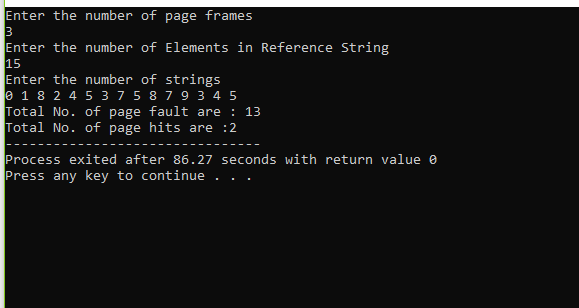 Enter the number of page frames
3
Enter the number of Elements in Reference String
15
Enter the number of strings
0 1 8 2 4 5 3 7 5 8 7 9 3 4 5
Total No. of page fault are : 13
Total No. of page hits are :2
--------------------------------
Process exited after 86.27 seconds with return value 0
Press any key to continue . . .